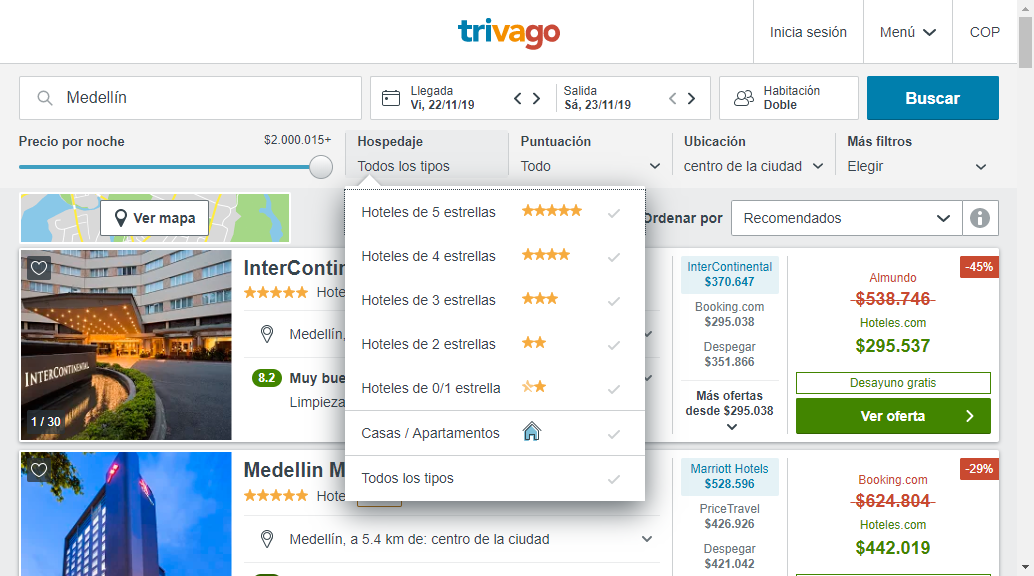 trivago
Inicia sesión
Menú
COP
Medellín
Llegada
Vi, 22/11/19
Salida
Sá, 23/11/19
Habitación
Doble
Buscar
Precio por noche
$2.000.015+
Hospedaje
Todos los tipos
Puntuación
Todo
Ubicación
centro de la ciudad
Más filtros
Elegir
Ver mapa
Hoteles de 5 estrellas
Hoteles de 4 estrellas
Hoteles de 3 estrellas
Hoteles de 2 estrellas
Hoteles de 0/1 estrella
Casas / Apartamentos
Todos los tipos
Ordenar por
Recomendados
INTERCONTINENTAL
1 / 30
InterContin
Hote
Medellín,
8.2 Muy bue
Limpieza
InterContinental
$370.647
Booking.com
$295.038
Despegar
$351.866
Más ofertas
desde $295.038
-45%
Almundo
$538.746
Hoteles.com
$295.537
Desayuno gratis
Ver oferta
Medellin M
Hote
Medellín, a 5.4 km de: centro de la ciudad
Marriott Hotels
$528.596
PriceTravel
$426.926
Despegar
$421.042
-29%
Booking.com
$624.804
Hoteles.com
$442.019